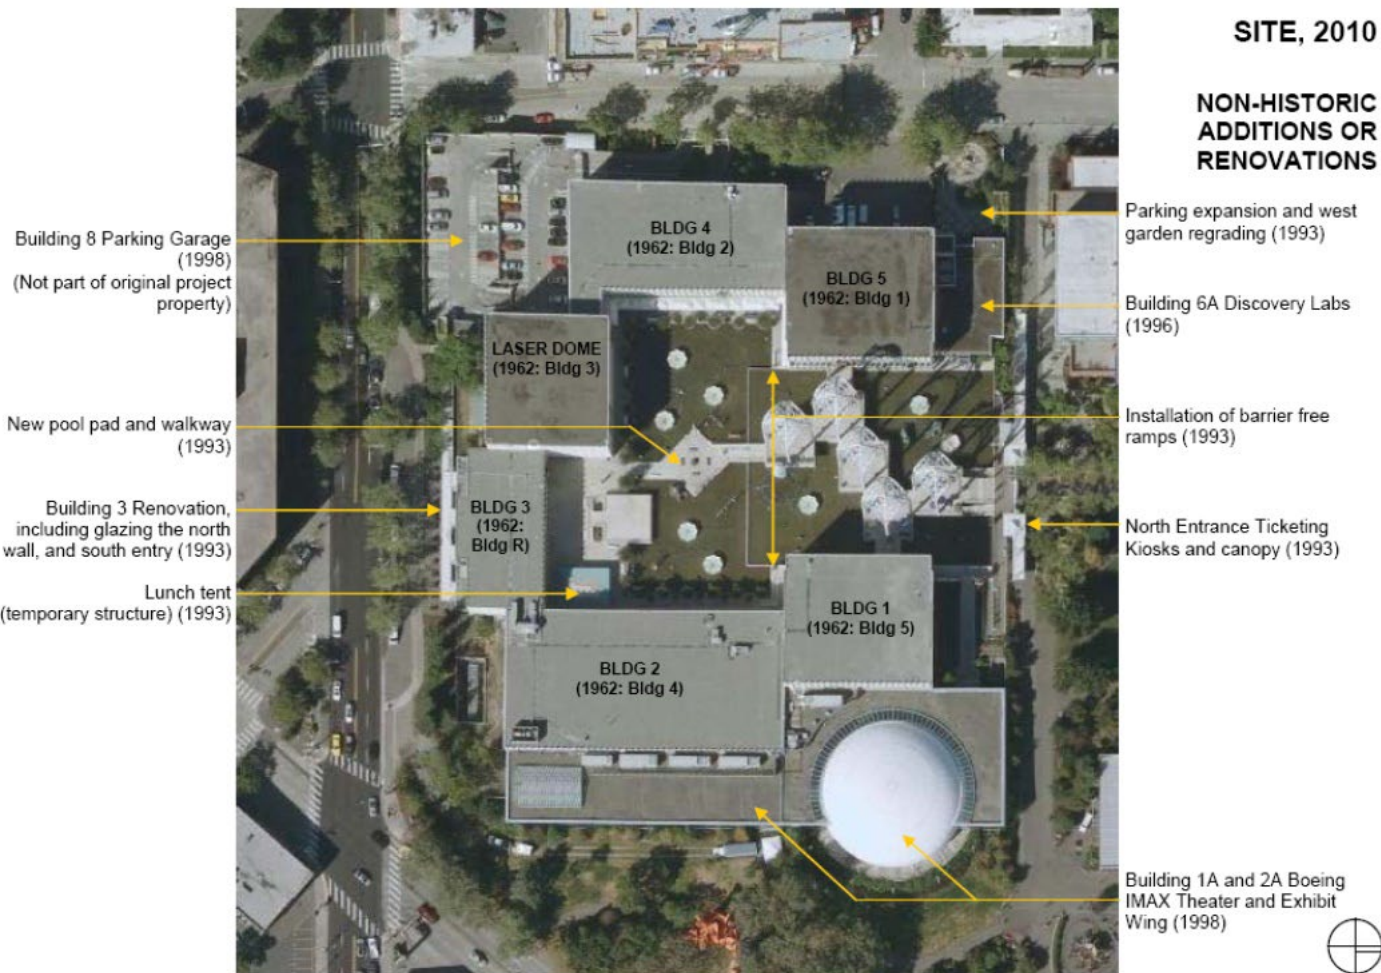 SITE, 2010
NON-HISTORIC
ADDITIONS OR
RENOVATIONS
Building 8 Parking Garage
(1998)
(Not part of original project
property)
New pool pad and walkway
(1993)
Building 3 Renovation,
including glazing the north
wall, and south entry (1993)
Lunch tent
(temporary structure) (1993)
BLDG 4
(1962: Bldg 2)
BLDG 5
(1962: Bldg 1)
LASER DOME
(1962: Bldg 3)
BLDG 3
(1962:
Bldg R)
BLDG 1
(1962: Bldg 5)
BLDG 2
(1962: Bldg 4)
Parking expansion and west
garden regrading (1993)
Building 6A Discovery Labs
(1996)
Installation of barrier free
ramps (1993)
North Entrance Ticketing
Kiosks and canopy (1993)
Building 1A and 2A Boeing
IMAX Theater and Exhibit
Wing (1998)